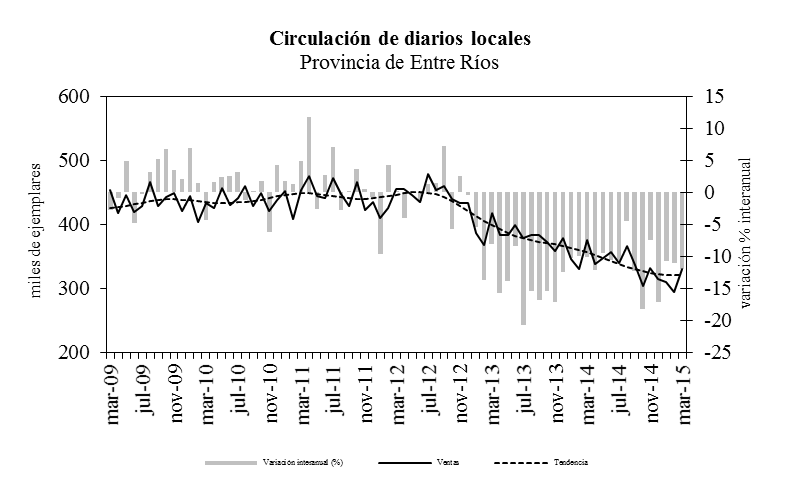 Circulación de diarios locales
Provincia de Entre Ríos
miles de ejemplares
600
500
400
300
200
15
10
5
0
-5
-10
-15
-20
-25
variación % interanual
mar-09
jul-09
nov-09
mar-10
jul-10
nov-10
mar-11
jul-11
nov-11
mar-12
jul-12
nov-12
mar-13
jul-13
nov-13
mar-14
jul-14
nov-14
mar-15
Variación interanual (%)
Ventas
Tendencia